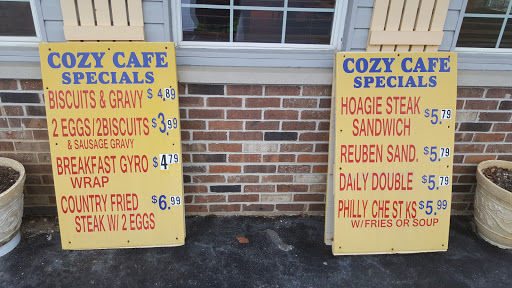 COZY CAFE
SPECIALS
BISCUITS & GRAVY $4.89
2 EGGS/2BISCUITS $3.99
& SAUSAGE GRAVY
BREAKFAST GYRO $4.79
WRAP
COUNTRY FRIED $6.99
STEAK W/ 2 EGGS
COZY CAFE
SPECIALS
HOAGIE STEAK $5.79
SANDWICH
REUBEN SAND. $5.79
DAILY DOUBLE $5.79
PHILLY CHE ST KS $5.99
W/FRIES OR SOUP